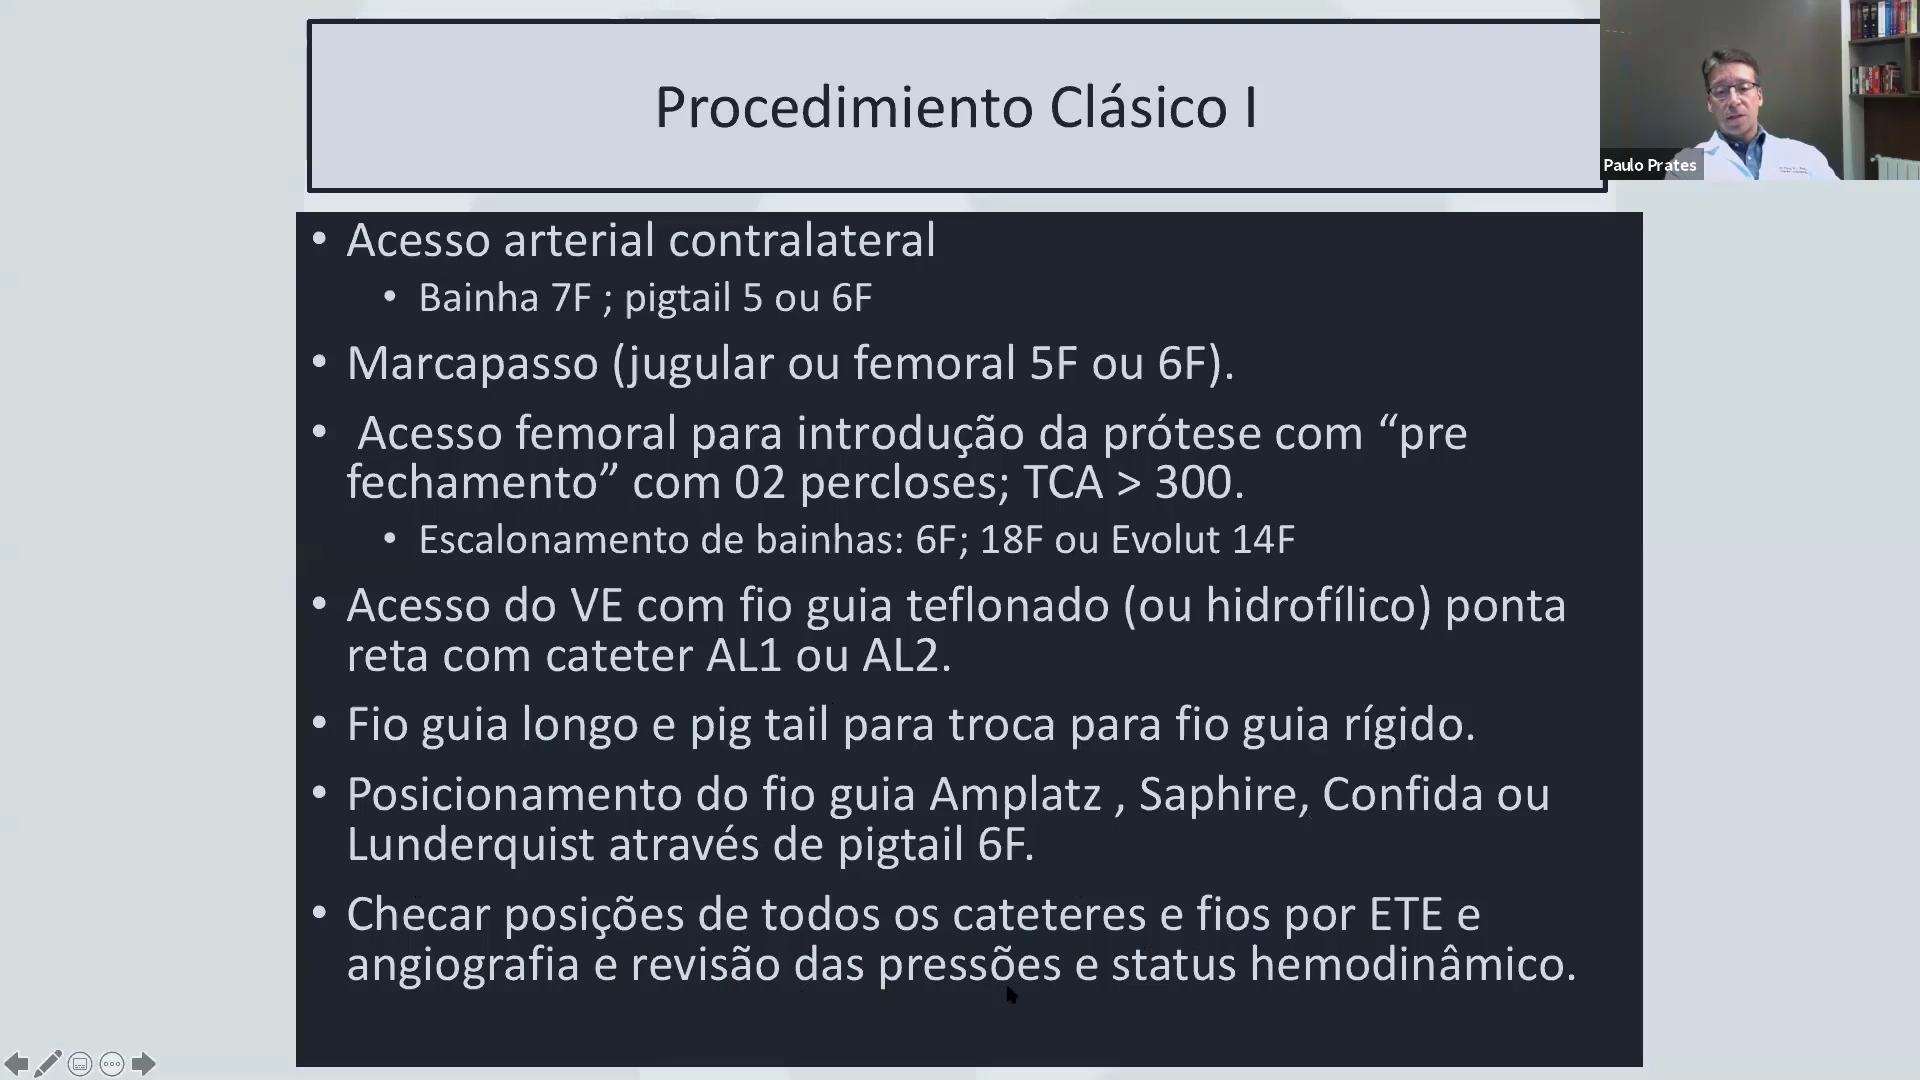 Procedimiento Clásico I
Paulo Prates
• Acesso arterial contralateral
• Bainha 7F ; pigtail 5 ou 6F
• Marcapasso (jugular ou femoral 5F ou 6F).
• Acesso femoral para introdução da prótese com “pre
fechamento” com 02 percloses; TCA > 300.
• Escalonamento de bainhas: 6F; 18F ou Evolut 14F
• Acesso do VE com fio guia teflonado (ou hidrofílico) ponta
reta com cateter AL1 ou AL2.
• Fio guia longo e pig tail para troca para fio guia rígido.
• Posicionamento do fio guia Amplatz , Saphire, Confida ou
Lunderquist através de pigtail 6F.
• Checar posições de todos os cateteres e fios por ETE e
angiografia e revisão das pressões e status hemodinâmico.